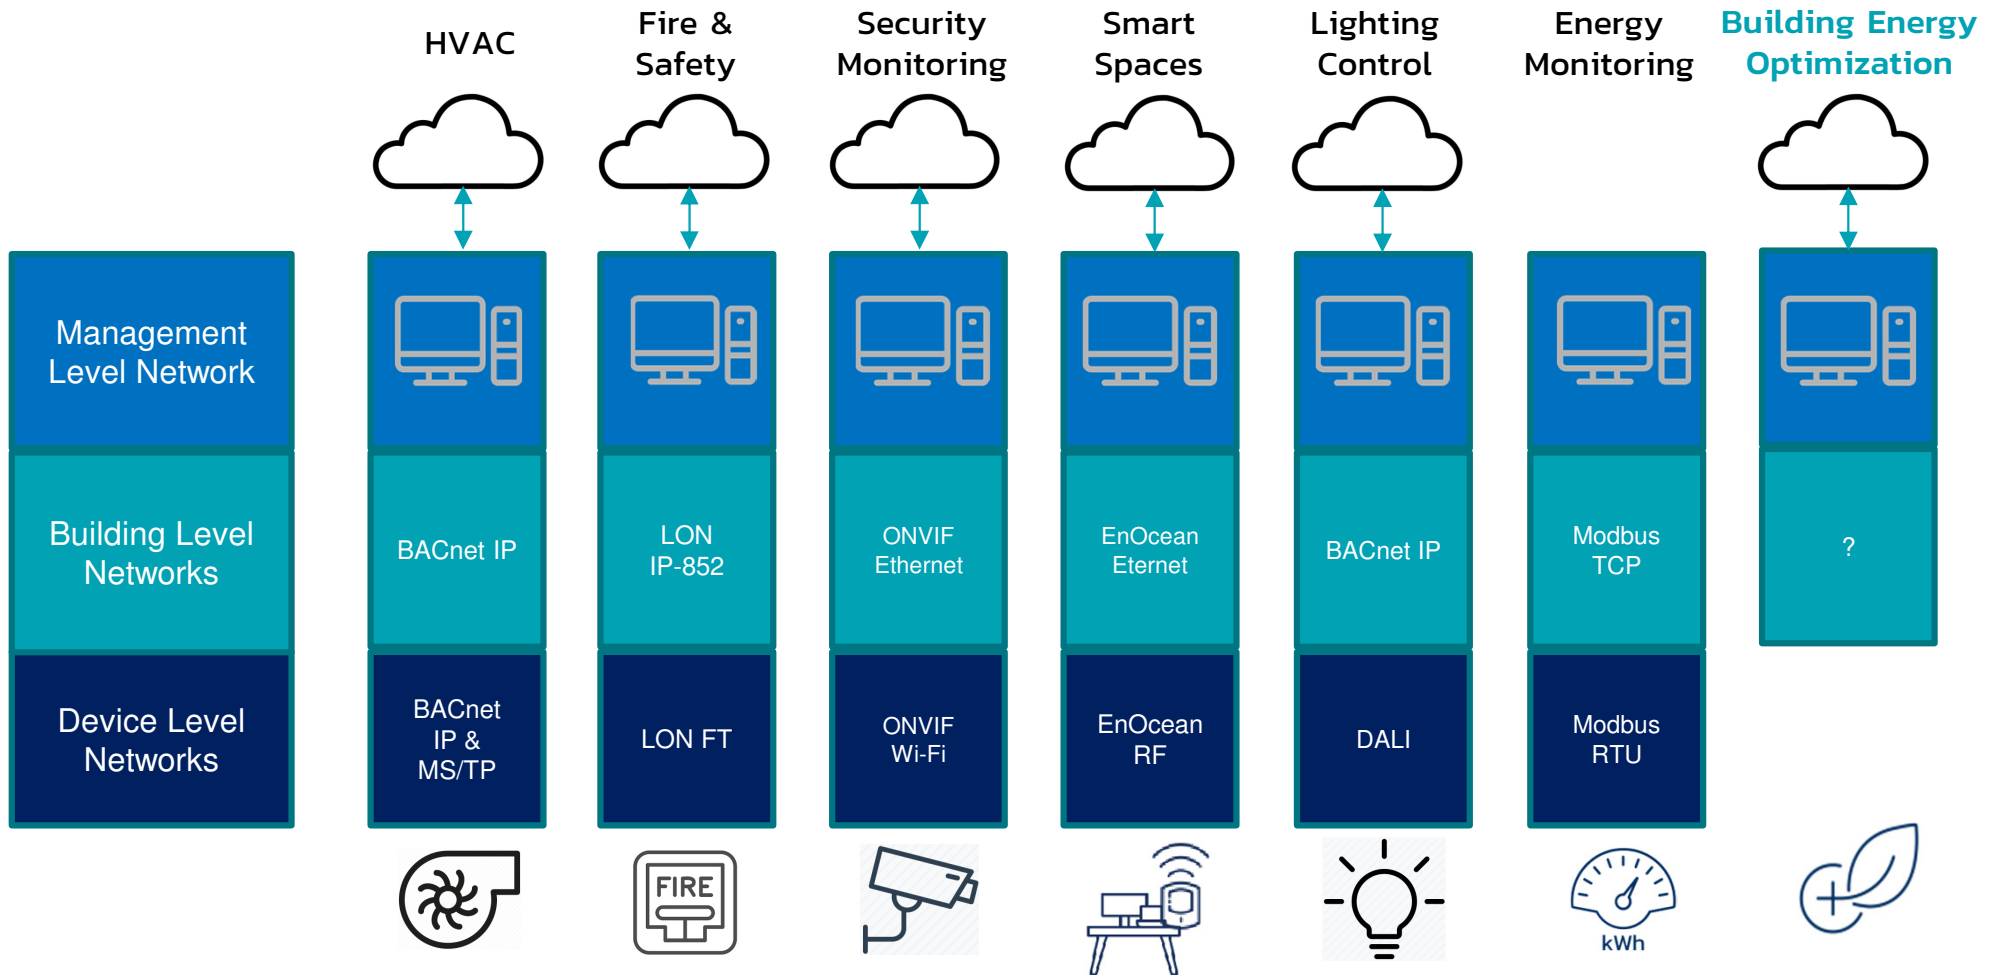 HVAC
Fire &
Safety
Security
Monitoring
Smart
Spaces
Lighting
Control
Energy
Monitoring
Building Energy
Optimization
Management
Level Network
Building Level
Networks
BACnet IP
LON
IP-852
ONVIF
Ethernet
EnOcean
Eternet
BACnet IP
Modbus
TCP
?
Device Level
Networks
BACnet
IP &
MS/TP
LON FT
ONVIF
Wi-Fi
EnOcean
RF
DALI
Modbus
RTU
FIRE
kWh